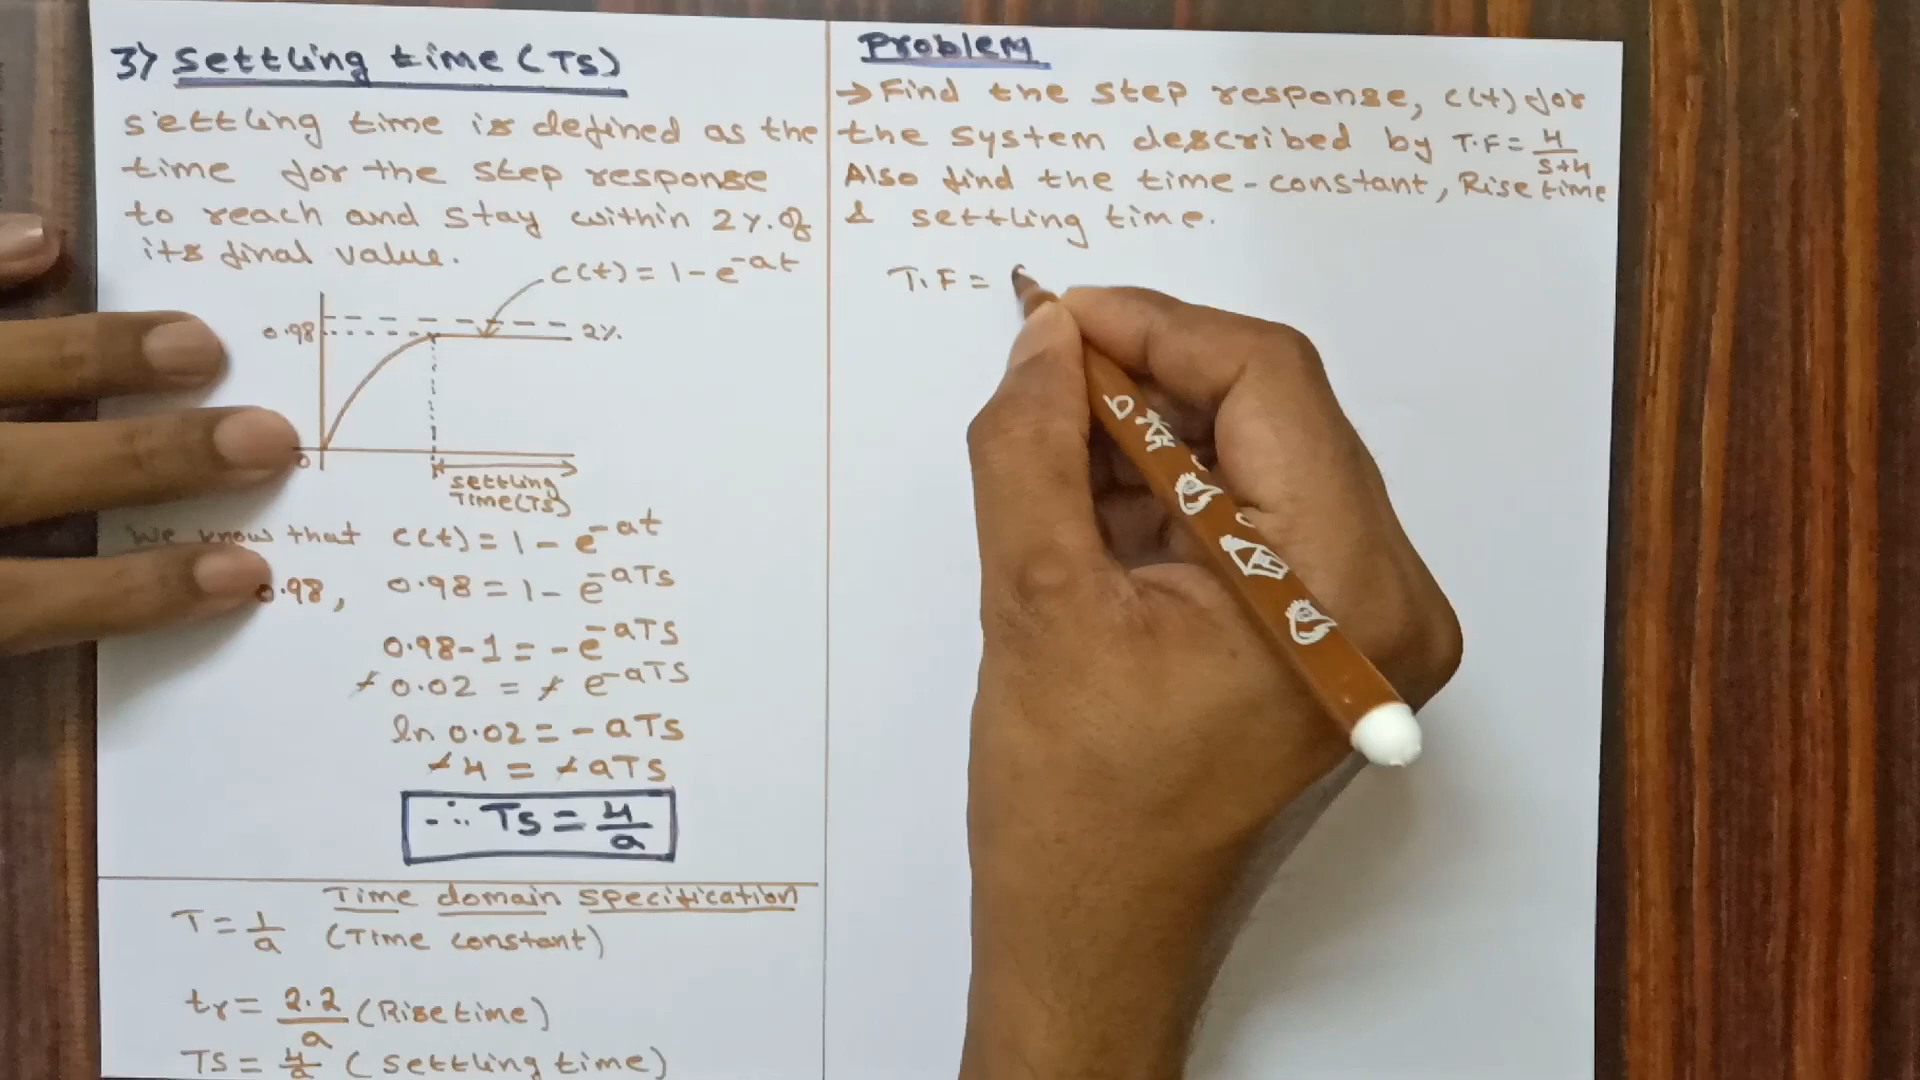 3) Settling time (Ts)
settling time is defined as the
time for the step response
to reach and stay within 2%. of
its final value.
c(t) = 1 - e^-at
0.98
2%.
0
settling
Time(Ts)
We know that c(t) = 1 - e^-at
0.98, 0.98 = 1 - e^-aTs
0.98-1 = - e^-aTs
- 0.02 = - e^-aTs
ln 0.02 = - aTs
- 4 = - aTs
∴ Ts = 4/a
Time domain specification
T = 1/a (Time constant)
tr = 2.2/a (Rise time)
Ts = 4/a (settling time)
Problem
→ Find the step response, c(t) for
the system described by T.F = 4/s+4
Also find the time-constant, Rise time
& settling time.
T.F =